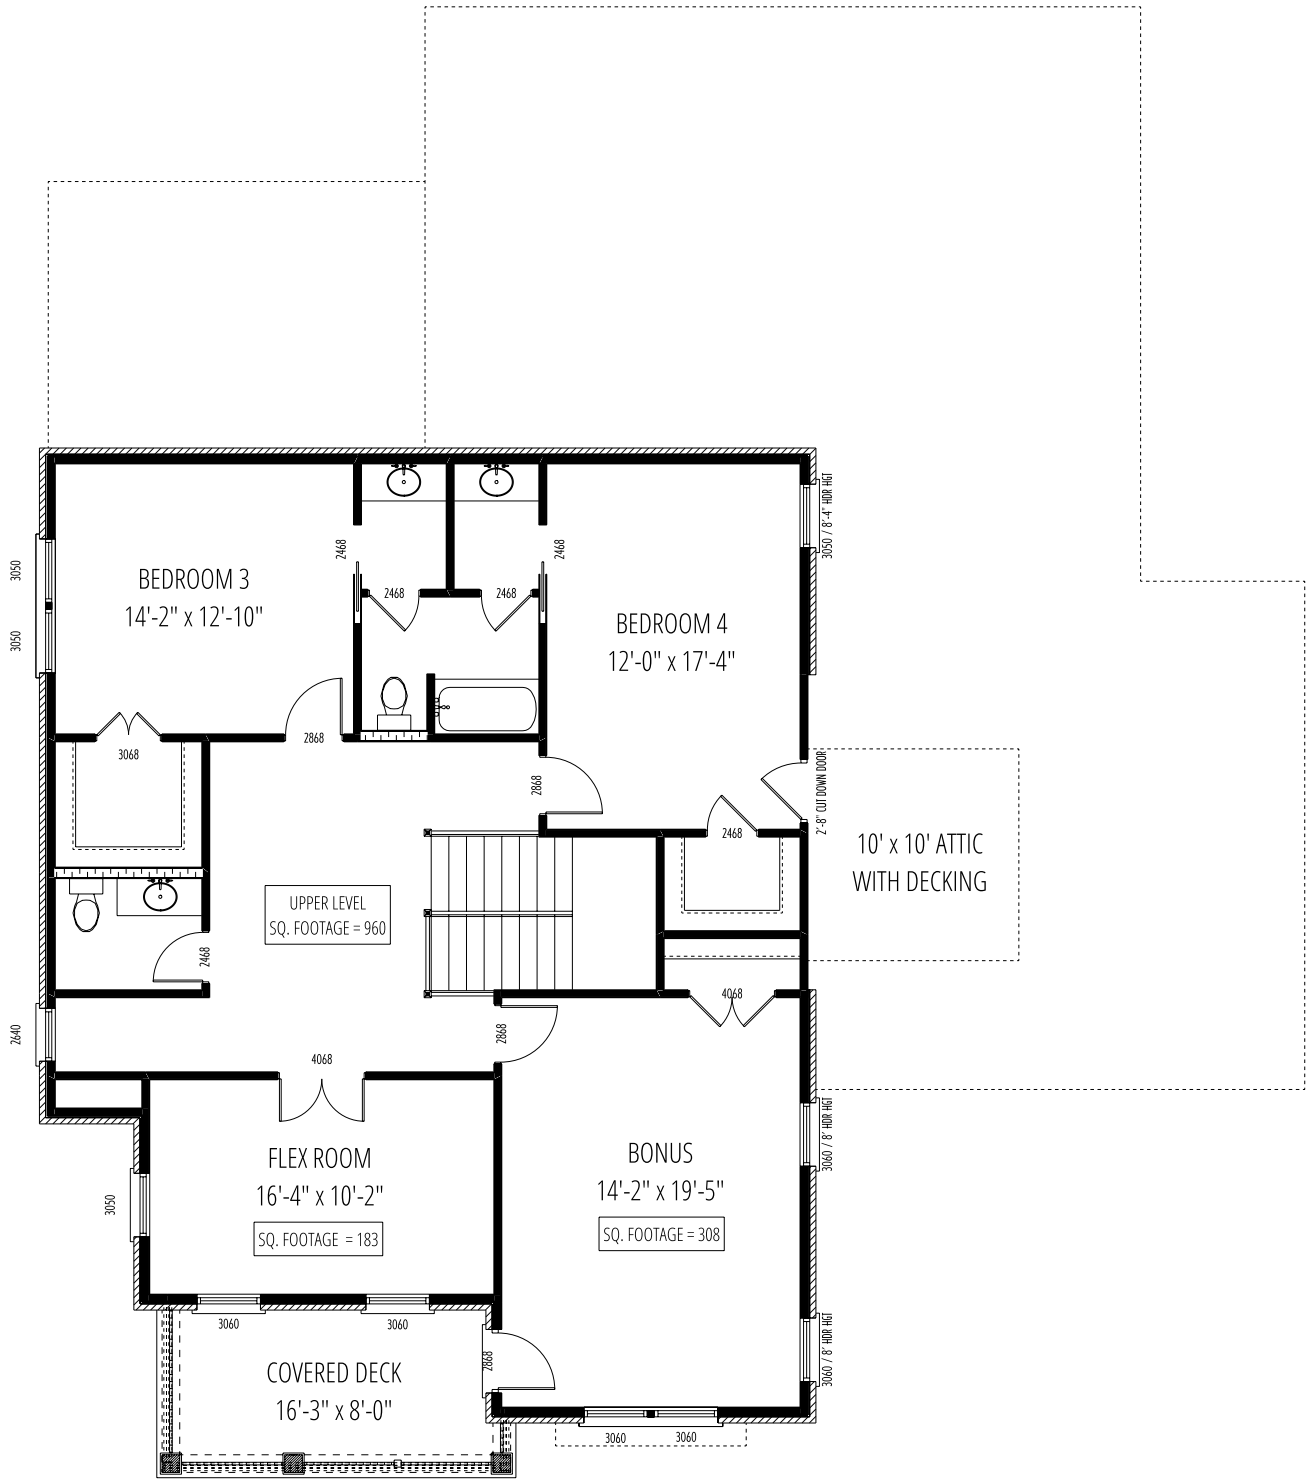 3050 / 8'-4" HDR HGT
3050
2468
2468
BEDROOM 3
14'-2" x 12'-10"
2468
2468
3050
BEDROOM 4
12'-0" x 17'-4"
2868
3068
2868
2'-8" CUT DOWN DOOR
2468
10' x 10' ATTIC
WITH DECKING
UPPER LEVEL
SQ. FOOTAGE = 960
2468
4068
2640
2868
4068
3060 / 8' HDR HGT
FLEX ROOM
16'-4" x 10'-2"
SQ. FOOTAGE = 183
3050
BONUS
14'-2" x 19'-5"
SQ. FOOTAGE = 308
3060
3060
3060 / 8' HDR HGT
2868
COVERED DECK
16'-3" x 8'-0"
3060
3060